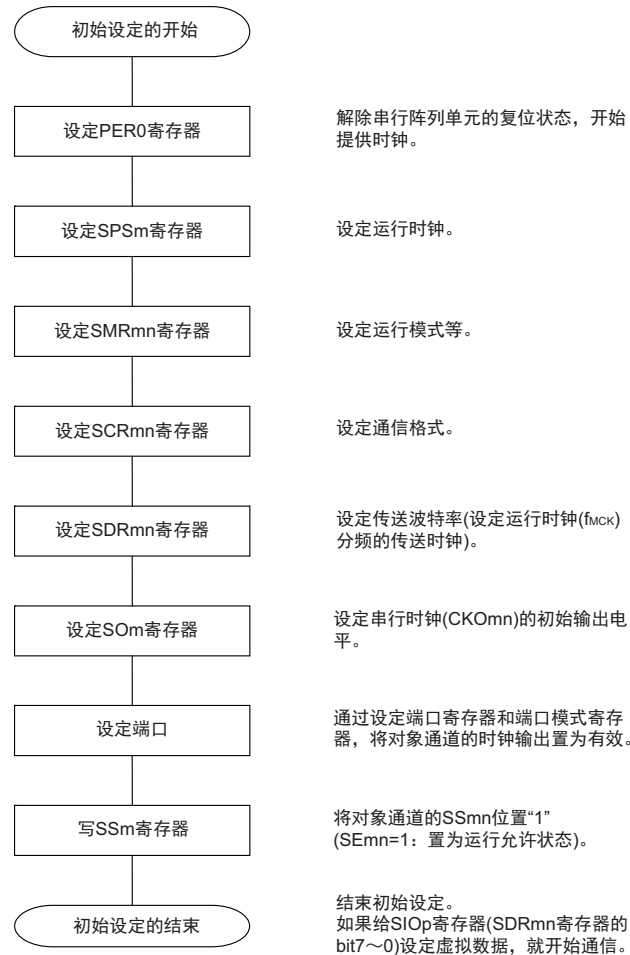 初始设定的开始
设定PER0寄存器
解除串行阵列单元的复位状态，开始
提供时钟。
设定SPSm寄存器
设定运行时钟。
设定SMRmn寄存器
设定运行模式等。
设定SCRmn寄存器
设定通信格式。
设定SDRmn寄存器
设定传送波特率(设定运行时钟(fMCK)
分频的传送时钟)。
设定SOm寄存器
设定串行时钟(CKOmn)的初始输出电
平。
设定端口
通过设定端口寄存器和端口模式寄存
器，将对象通道的时钟输出置为有效。
写SSm寄存器
将对象通道的SSmn位置“1”
(SEmn=1：置为运行允许状态)。
初始设定的结束
结束初始设定。
如果给SIOp寄存器(SDRmn寄存器的
bit7～0)设定虚拟数据，就开始通信。